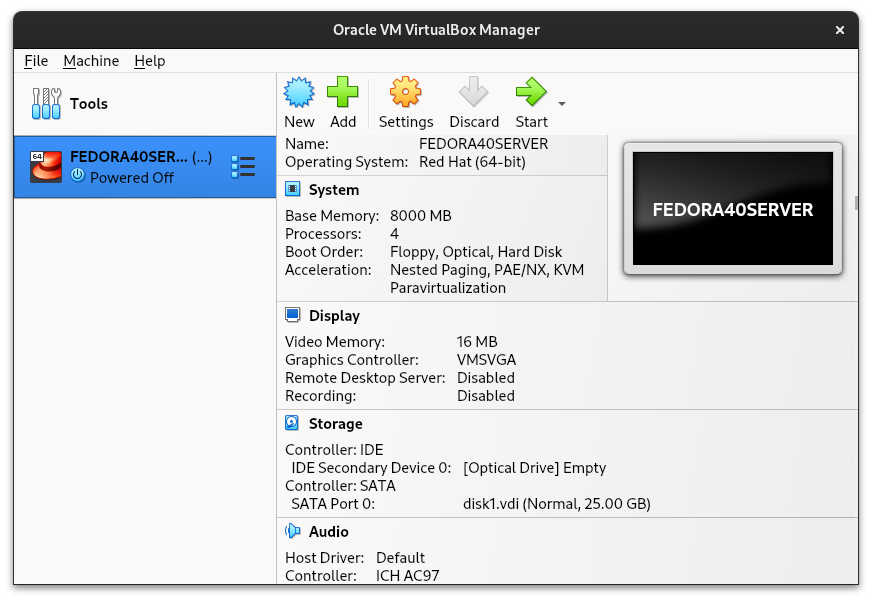 Oracle VM VirtualBox Manager
File Machine Help
Tools
New Add Settings Discard Start
64
FEDORA40SER... (...)
Powered Off
Name: FEDORA40SERVER
Operating System: Red Hat (64-bit)
System
Base Memory: 8000 MB
Processors: 4
Boot Order: Floppy, Optical, Hard Disk
Acceleration: Nested Paging, PAE/NX, KVM
Paravirtualization
FEDORA40SERVER
Display
Video Memory: 16 MB
Graphics Controller: VMSVGA
Remote Desktop Server: Disabled
Recording: Disabled
Storage
Controller: IDE
IDE Secondary Device 0: [Optical Drive] Empty
Controller: SATA
SATA Port 0: disk1.vdi (Normal, 25.00 GB)
Audio
Host Driver: Default
Controller: ICH AC97